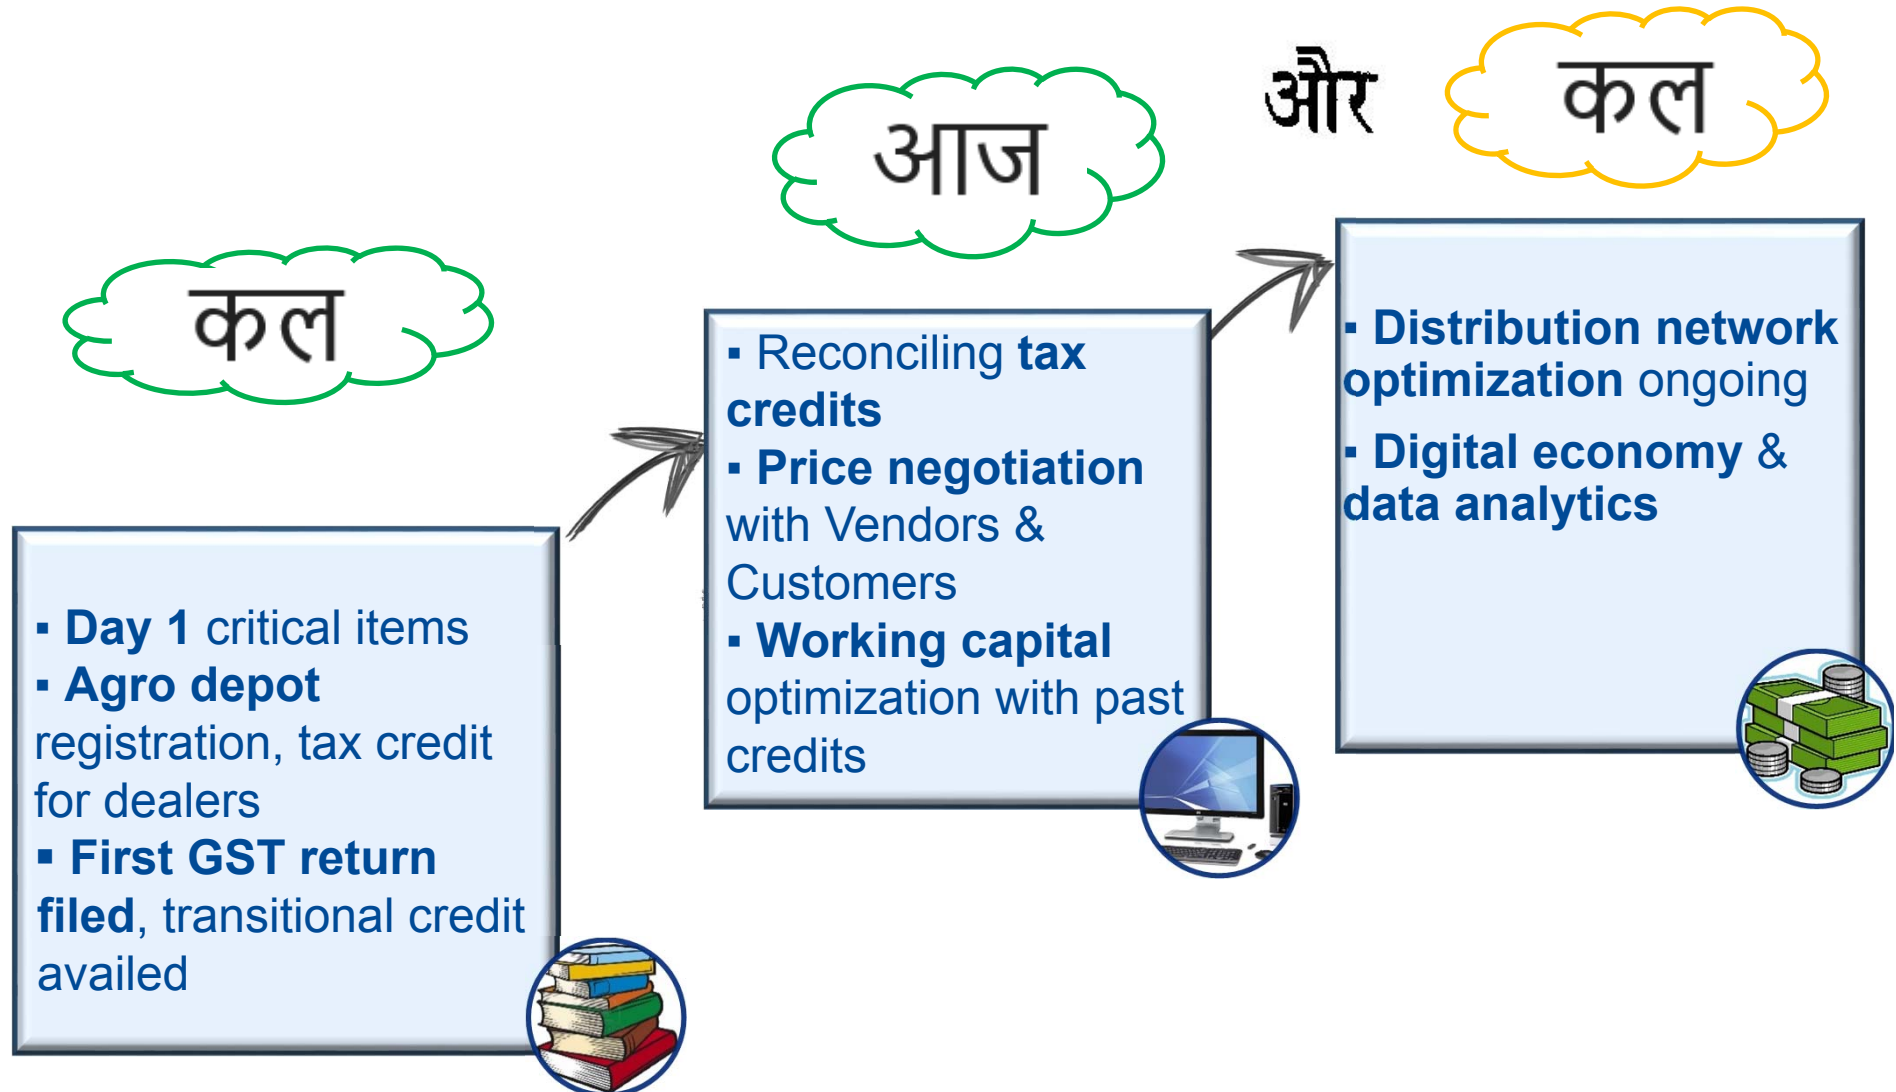 कल
▪ Day 1 critical items
▪ Agro depot
registration, tax credit
for dealers
▪ First GST return
filed, transitional credit
availed
आज
▪ Reconciling tax
credits
▪ Price negotiation
with Vendors &
Customers
▪ Working capital
optimization with past
credits
और
कल
▪ Distribution network
optimization ongoing
▪ Digital economy &
data analytics